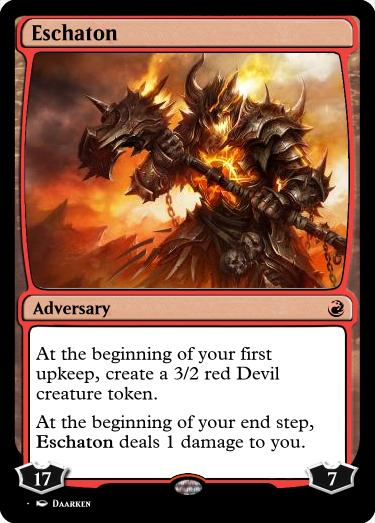 Eschaton
Adversary
At the beginning of your first
upkeep, create a 3/2 red Devil
creature token.
At the beginning of your end step,
Eschaton deals 1 damage to you.
17
7
Daarken